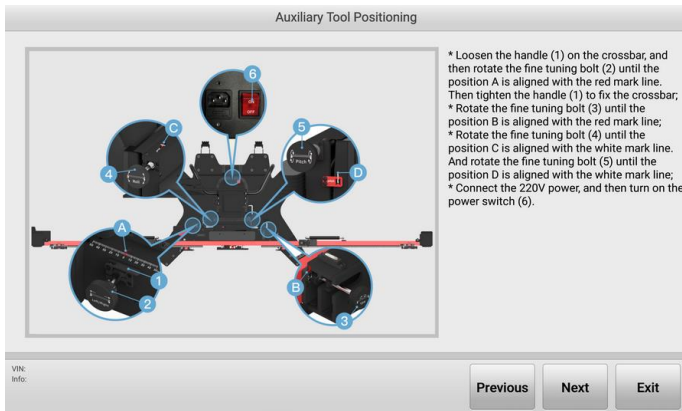 Auxiliary Tool Positioning
* Loosen the handle (1) on the crossbar, and
then rotate the fine tuning bolt (2) until the
position A is aligned with the red mark line.
Then tighten the handle (1) to fix the crossbar;
* Rotate the fine tuning bolt (3) until the
position B is aligned with the red mark line;
* Rotate the fine tuning bolt (4) until the
position C is aligned with the white mark line.
And rotate the fine tuning bolt (5) until the
position D is aligned with the white mark line;
* Connect the 220V power, and then turn on the
power switch (6).
6
ON
OFF
C
5
Pitch
4
D
A
1
B
2
3
VIN:
Info:
Previous
Next
Exit